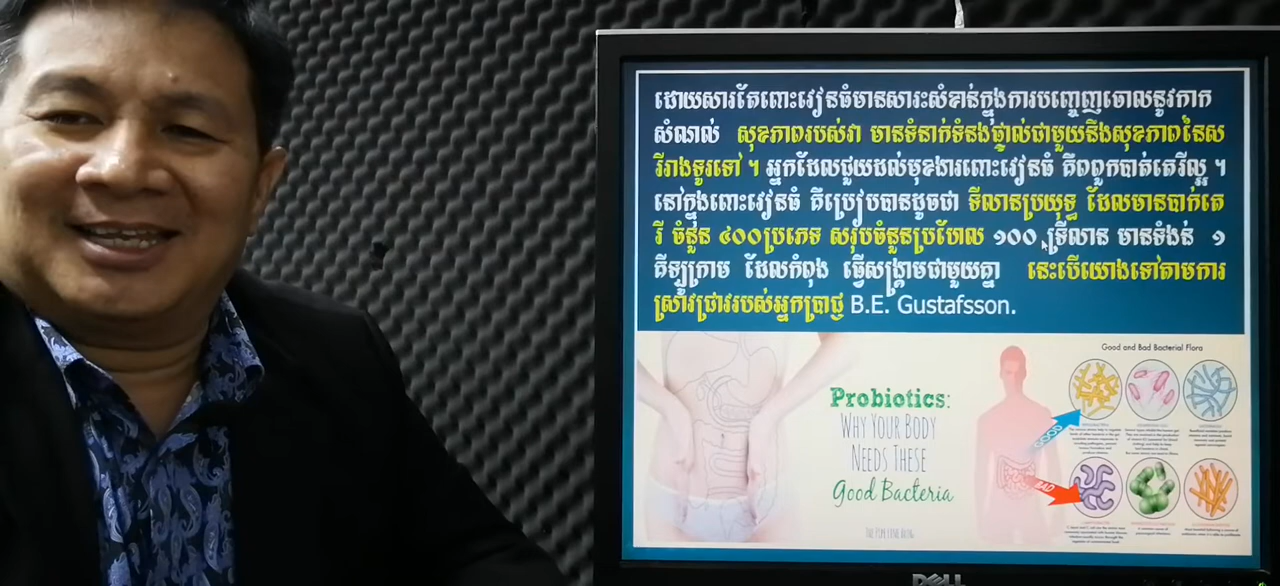 ដោយសារតែពោះវៀនធំមានសារៈសំខាន់ក្នុងការបញ្ចេញចោលនូវកាក
សំណល់ សុខភាពរបស់វា មានទំនាក់ទំនងផ្ទាល់ជាមួយនឹងសុខភាពនៃស
រីរាងទូរទៅ ។ អ្នកដែលជួយដល់មុខងារពោះវៀនធំ គឺពពួកបាត់តេរីល្អ ។
នៅក្នុងពោះវៀនធំ គឺប្រៀបបានដូចជា ទីលានប្រយុទ្ធ ដែលមានបាក់តេ
រី ចំនួន ៤០០ប្រភេទ សរុបចំនួនប្រហែល ១០០ ទ្រីលាន មានទំងន់ ១
គីឡូក្រាម ដែលកំពុង ធ្វើសង្គ្រាមជាមួយគ្នា នេះបើយោងទៅតាមការ
ស្រាវជ្រាវរបស់អ្នកប្រាជ្ញ B.E. Gustafsson.
Good and Bad Bacterial Flora
Probiotics:
WHY YOUR BODY
NEEDS THESE
Good Bacteria
GOOD
BAD
DELL